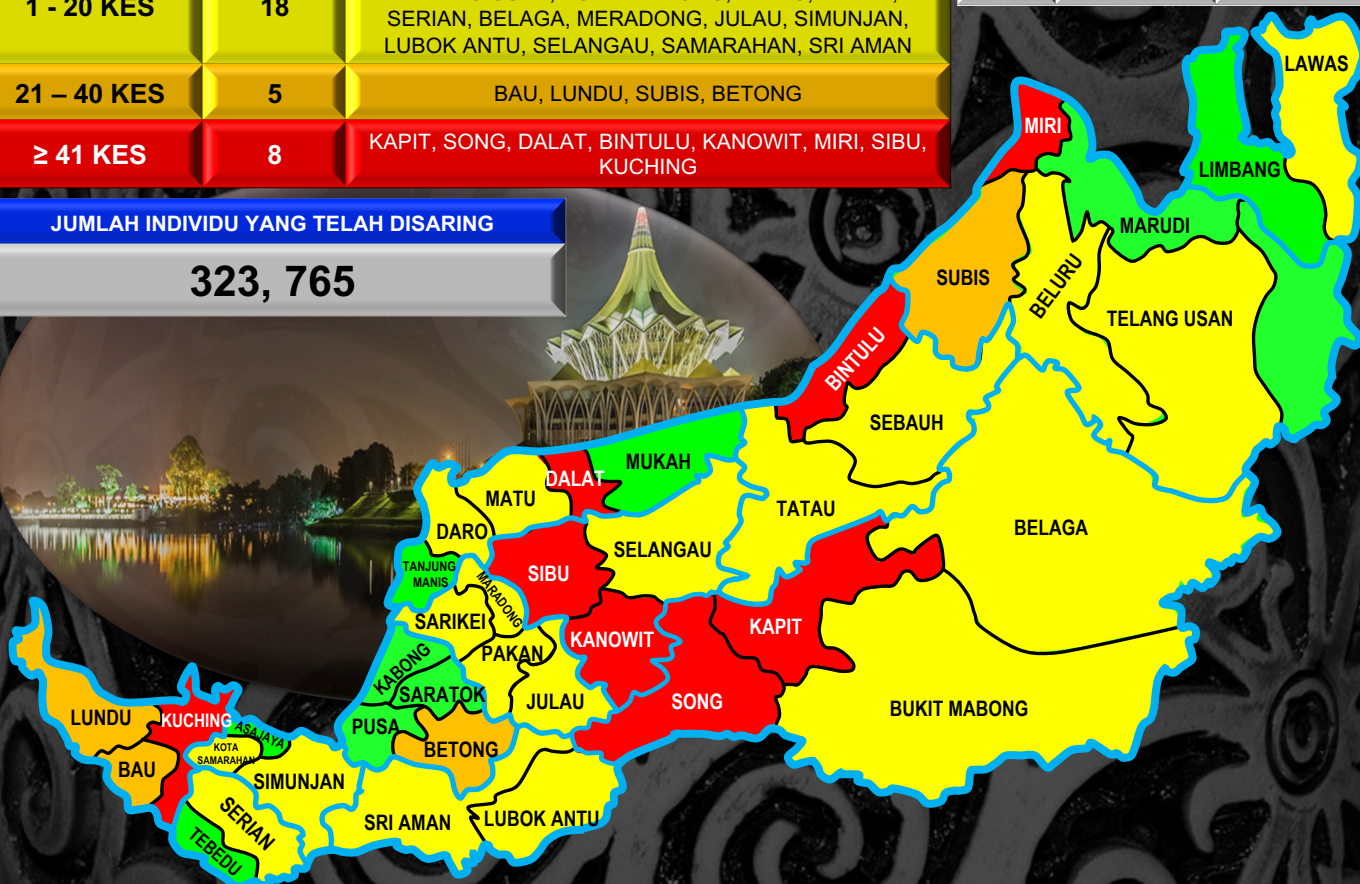 1 - 20 KES
18
SERIAN, BELAGA, MERADONG, JULAU, SIMUNJAN,
LUBOK ANTU, SELANGAU, SAMARAHAN, SRI AMAN
21 – 40 KES
5
BAU, LUNDU, SUBIS, BETONG
≥ 41 KES
8
KAPIT, SONG, DALAT, BINTULU, KANOWIT, MIRI, SIBU,
KUCHING
JUMLAH INDIVIDU YANG TELAH DISARING
323, 765
LAWAS
MIRI
LIMBANG
MARUDI
SUBIS
BELURU
TELANG USAN
BINTULU
SEBAUH
MUKAH
DALAT
MATU
TATAU
DARO
BELAGA
SELANGAU
TANJUNG
MANIS
SIBU
MARADONG
SARIKEI
KAPIT
KANOWIT
PAKAN
KABONG
SARATOK
JULAU
SONG
BUKIT MABONG
LUNDU
KUCHING
ASAJAYA
PUSA
BETONG
KOTA
SAMARAHAN
BAU
SIMUNJAN
SERIAN
SRI AMAN
LUBOK ANTU
TEBEDU